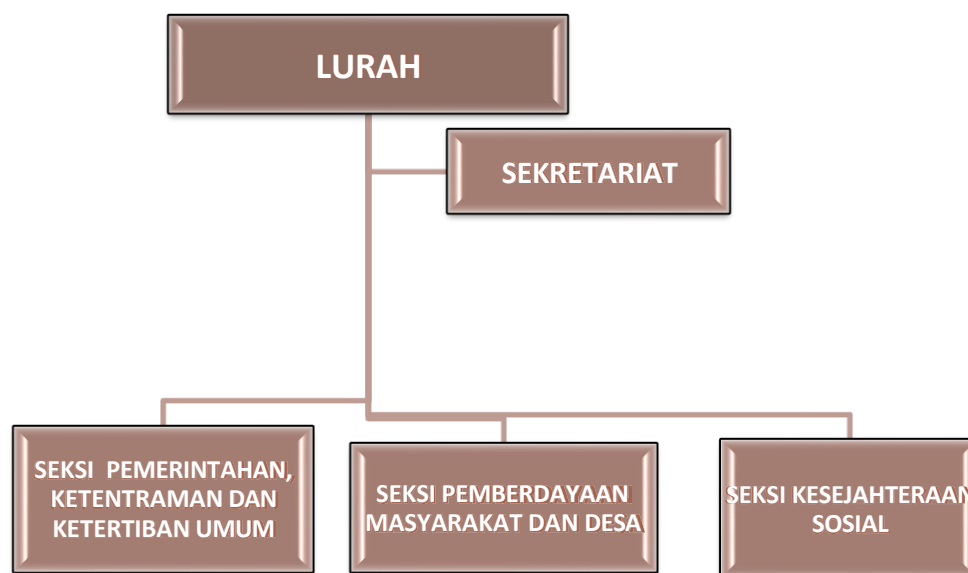 LURAH
SEKRETARIAT
SEKSI PEMERINTAHAN,
KETENTRAMAN DAN
KETERTIBAN UMUM
SEKSI PEMBERDAYAAN
MASYARAKAT DAN DESA
SEKSI KESEJAHTERAAN
SOSIAL